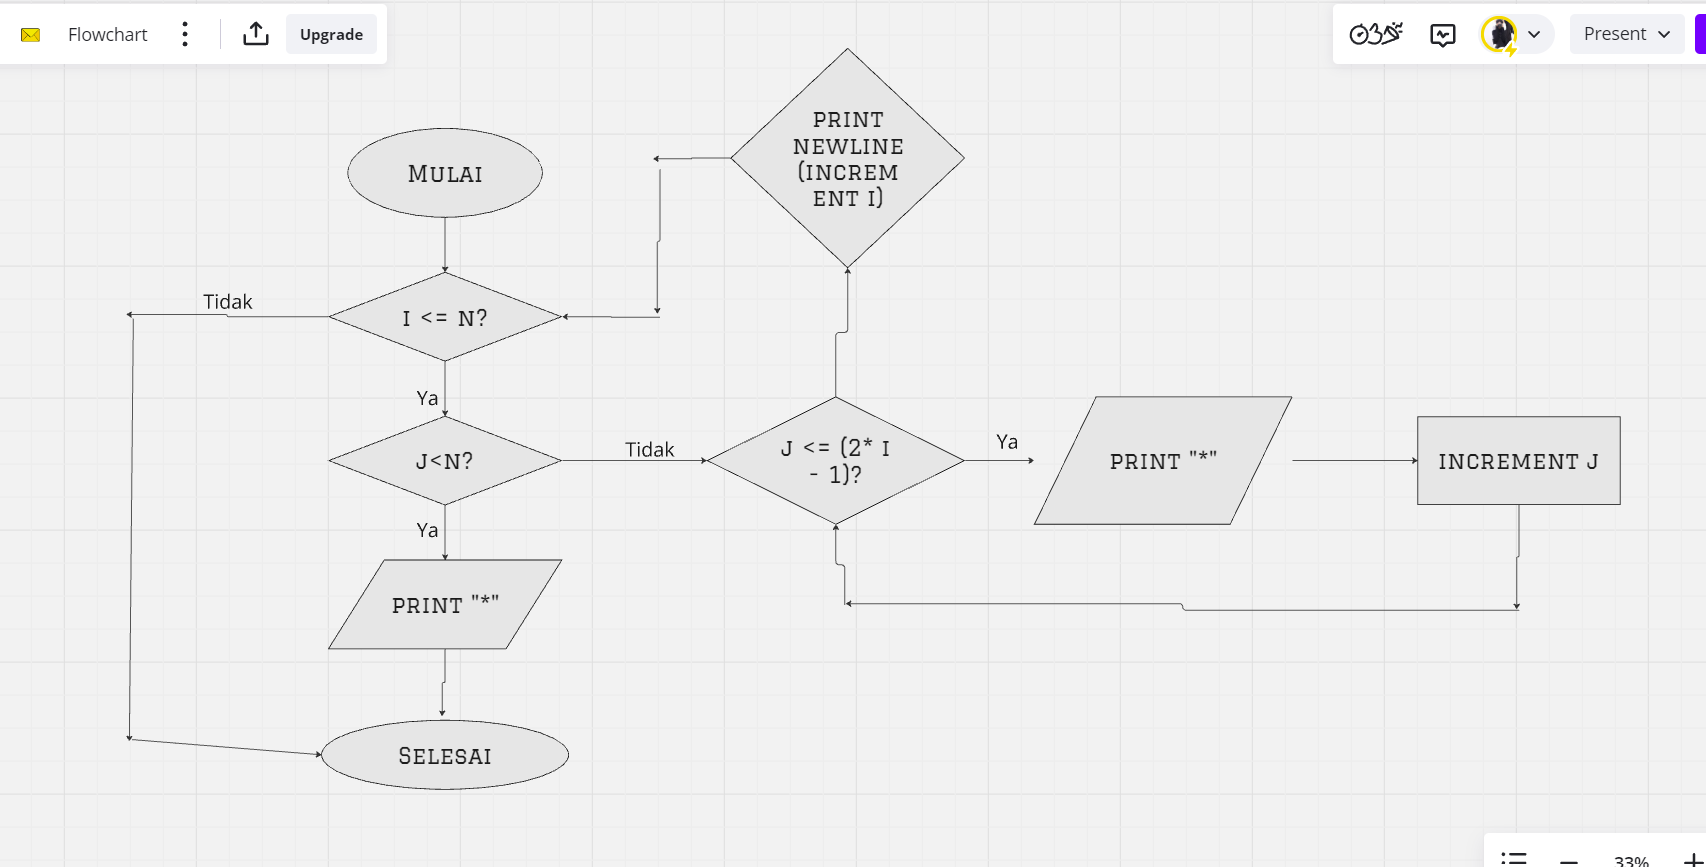 Flowchart
Upgrade
Present
PRINT
NEWLINE
(INCREM
ENT I)
MULAI
Tidak
I <= N?
Ya
J<N?
Tidak
J <= (2* I
- 1)?
Ya
PRINT "*"
INCREMENT J
Ya
PRINT "*"
SELESAI
33%